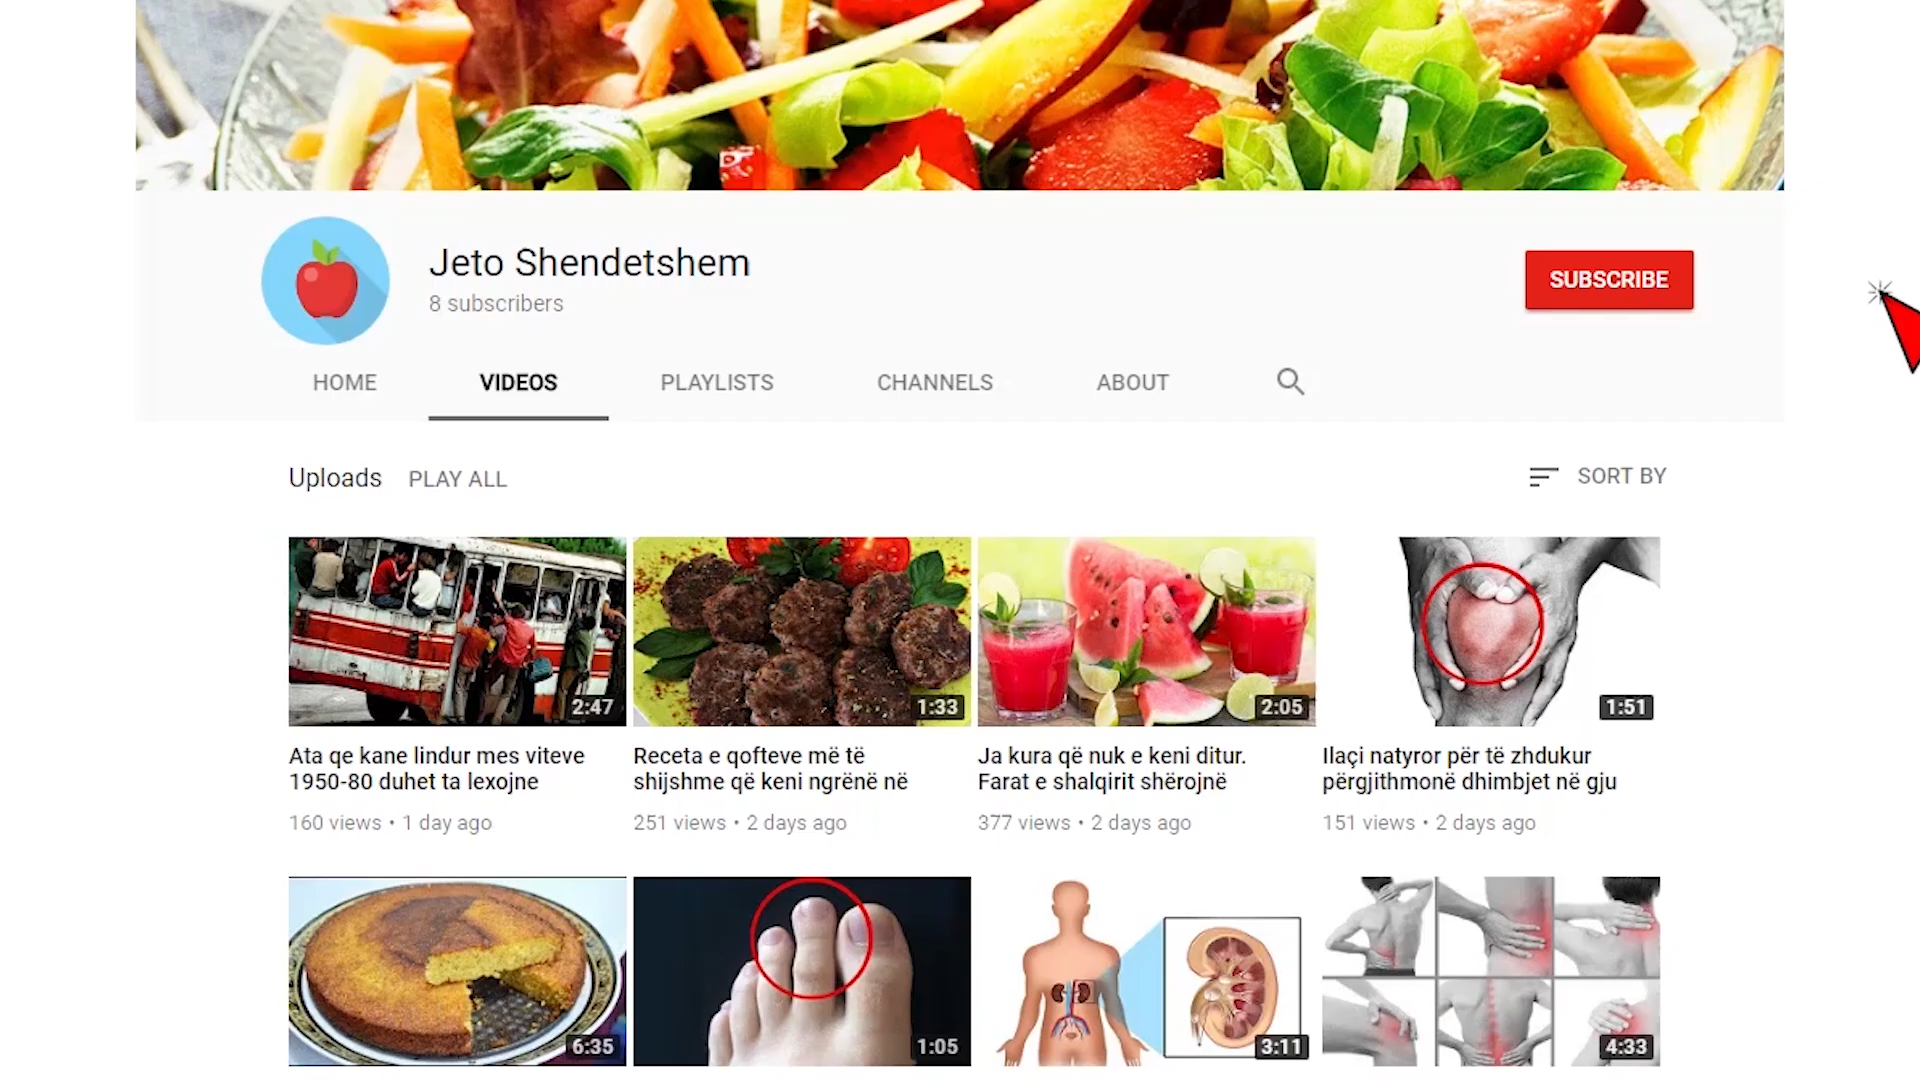 Jeto Shendetshem
8 subscribers
SUBSCRIBE
HOME
VIDEOS
PLAYLISTS
CHANNELS
ABOUT
Uploads
PLAY ALL
SORT BY
2:47
1:33
2:05
1:51
Ata qe kane lindur mes viteve
1950-80 duhet ta lexojne
160 views • 1 day ago
Receta e qofteve më të
shijshme që keni ngrënë në
251 views • 2 days ago
Ja kura që nuk e keni ditur.
Farat e shalqirit shërojnë
377 views • 2 days ago
Ilaçi natyror për të zhdukur
përgjithmonë dhimbjet në gju
151 views • 2 days ago
6:35
1:05
3:11
4:33